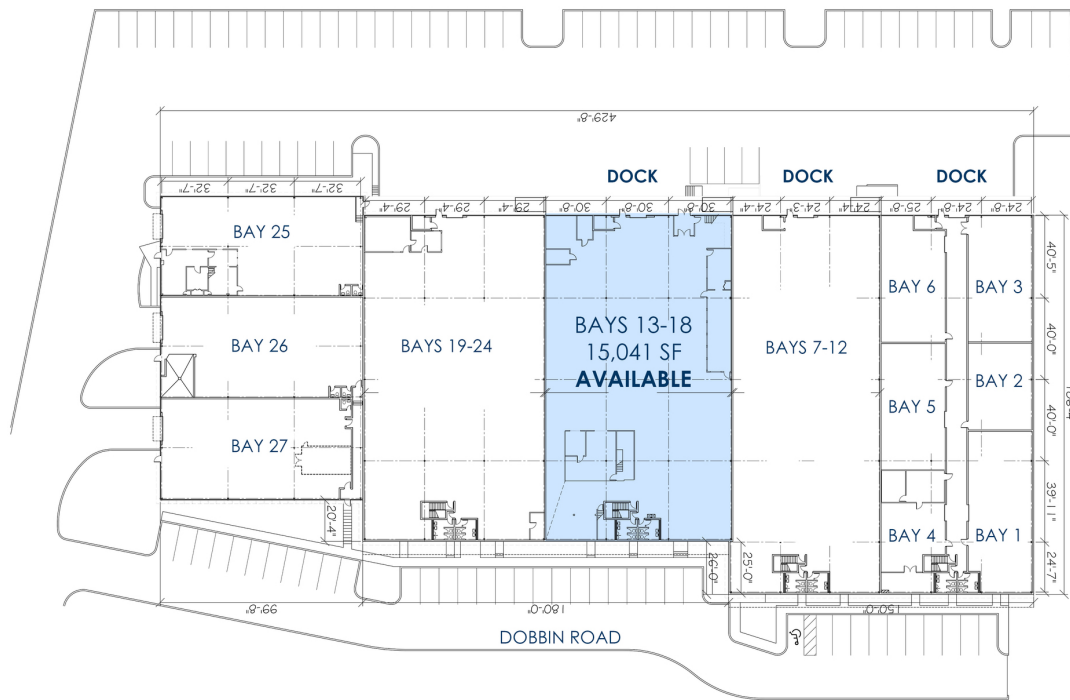 429'-8"
DOCK
DOCK
DOCK
32'-7"
32'-7"
32'-7"
29'-4"
29'-4"
29'-4"
30'-8"
30'-8"
30'-8"
24'-4"
24'-3"
24'-4"
25'-8"
24'-8"
24'-8"
BAY 25
BAY 26
BAY 27
BAYS 19-24
BAYS 13-18
15,041 SF
AVAILABLE
BAYS 7-12
BAY 6
BAY 3
BAY 5
BAY 2
BAY 4
BAY 1
40'-5"
40'-0"
40'-0"
39'-11"
24'-7"
20'-4"
26'-0"
25'-0"
99'-8"
180'-0"
150'-0"
DOBBIN ROAD